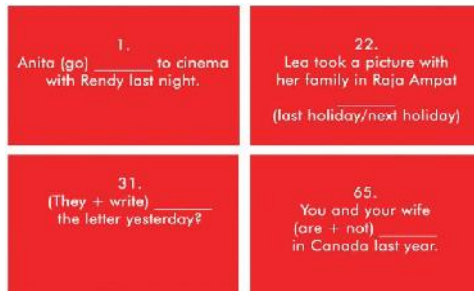 1.
Anita (go) _______ to cinema
with Rendy last night.
22.
Lea took a picture with
her family in Raja Ampat
_______
(last holiday/next holiday)
31.
(They + write) _______
the letter yesterday?
65.
You and your wife
(are + not) _______
in Canada last year.